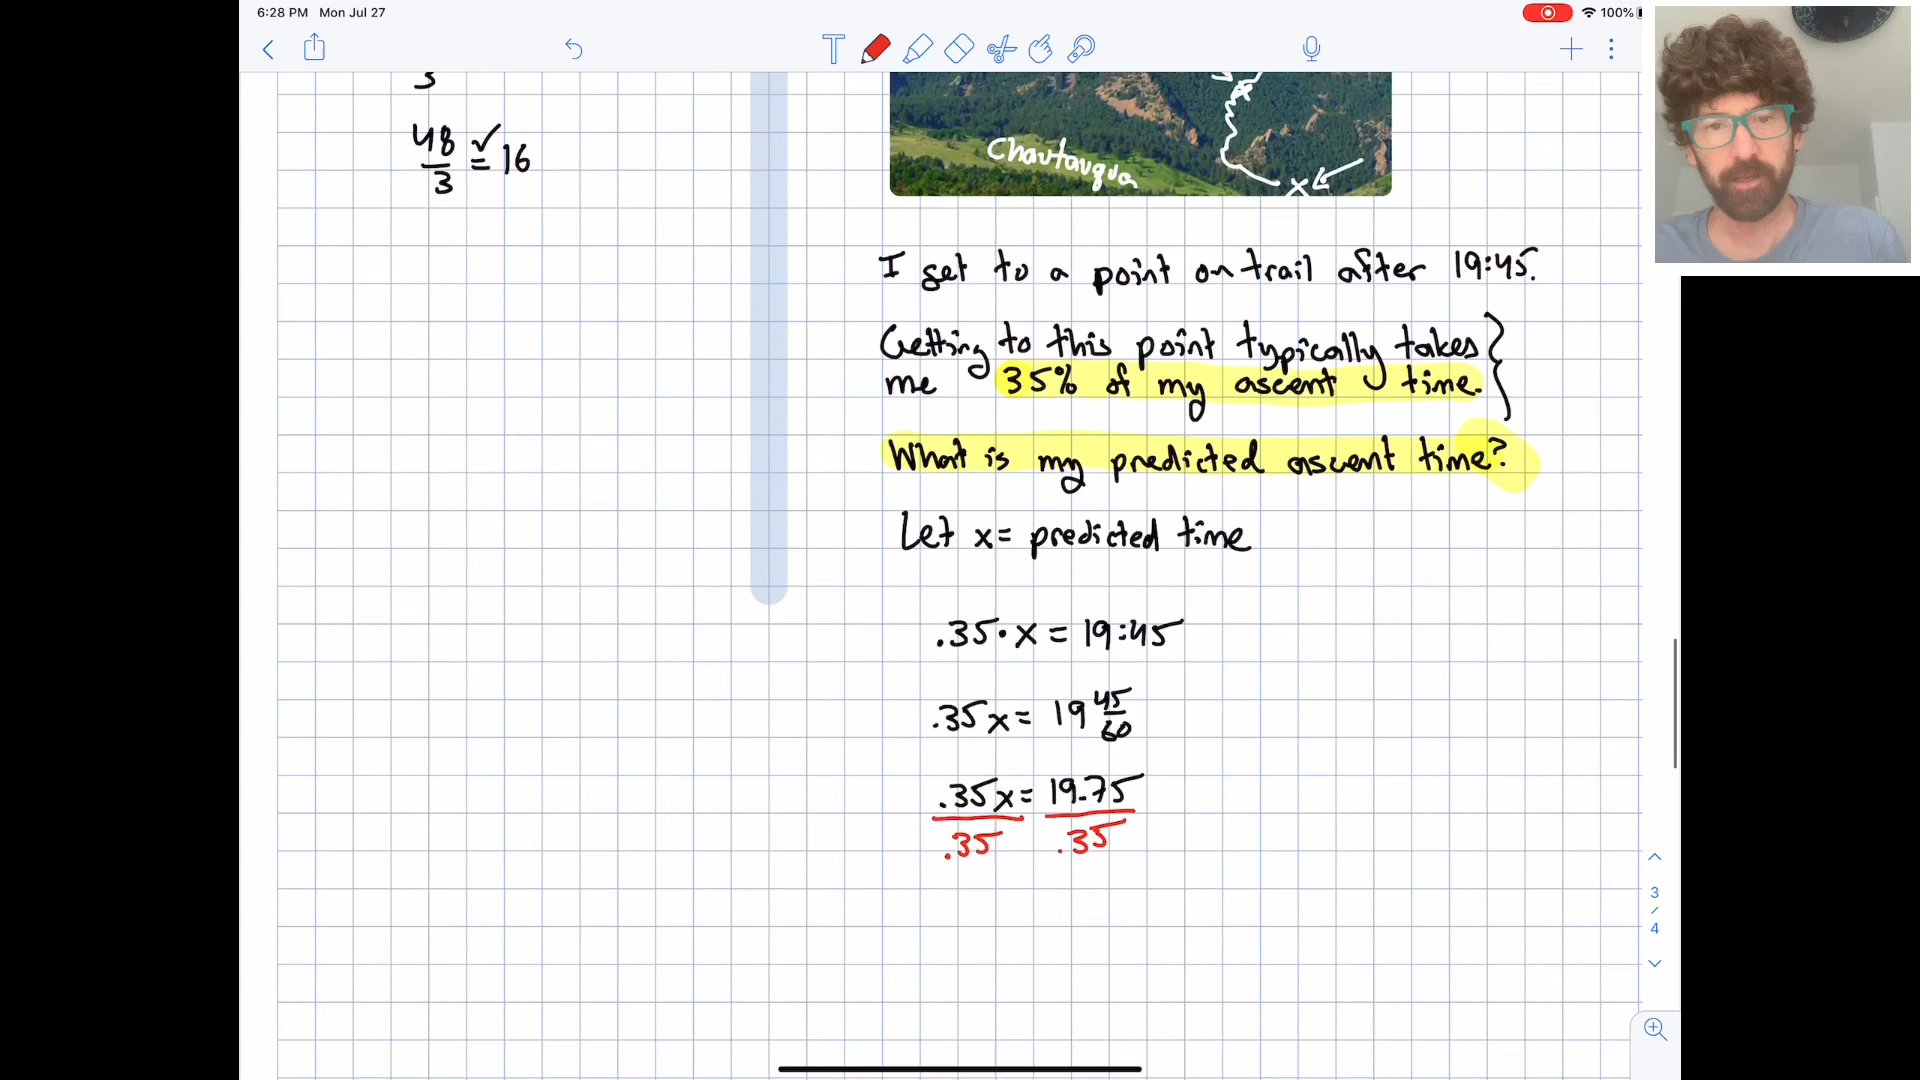 6:28 PM Mon Jul 27
100%
T
48/3 = 16
Chautauqua
I get to a point on trail after 19:45.
Getting to this point typically takes
me 35% of my ascent time.
What is my predicted ascent time?
Let x = predicted time
.35 · x = 19:45
.35x = 19 45/60
.35x = 19.75
.35 .35
3
/
4